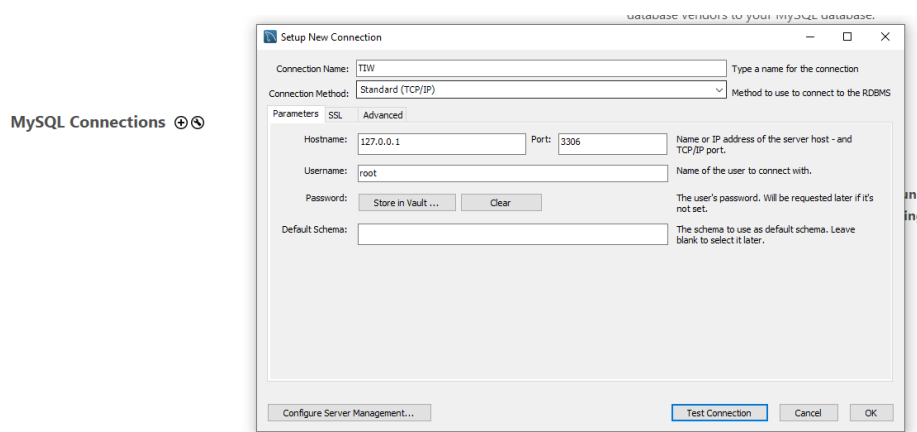 database vendors to your MySQL database.
Setup New Connection
Connection Name: TIW Type a name for the connection
Connection Method: Standard (TCP/IP) Method to use to connect to the RDBMS
Parameters SSL Advanced
MySQL Connections
Hostname: 127.0.0.1 Port: 3306 Name or IP address of the server host - and
TCP/IP port.
Username: root Name of the user to connect with.
Password: Store in Vault ... Clear The user's password. Will be requested later if it's
not set.
Default Schema: The schema to use as default schema. Leave
blank to select it later.
Configure Server Management... Test Connection Cancel OK